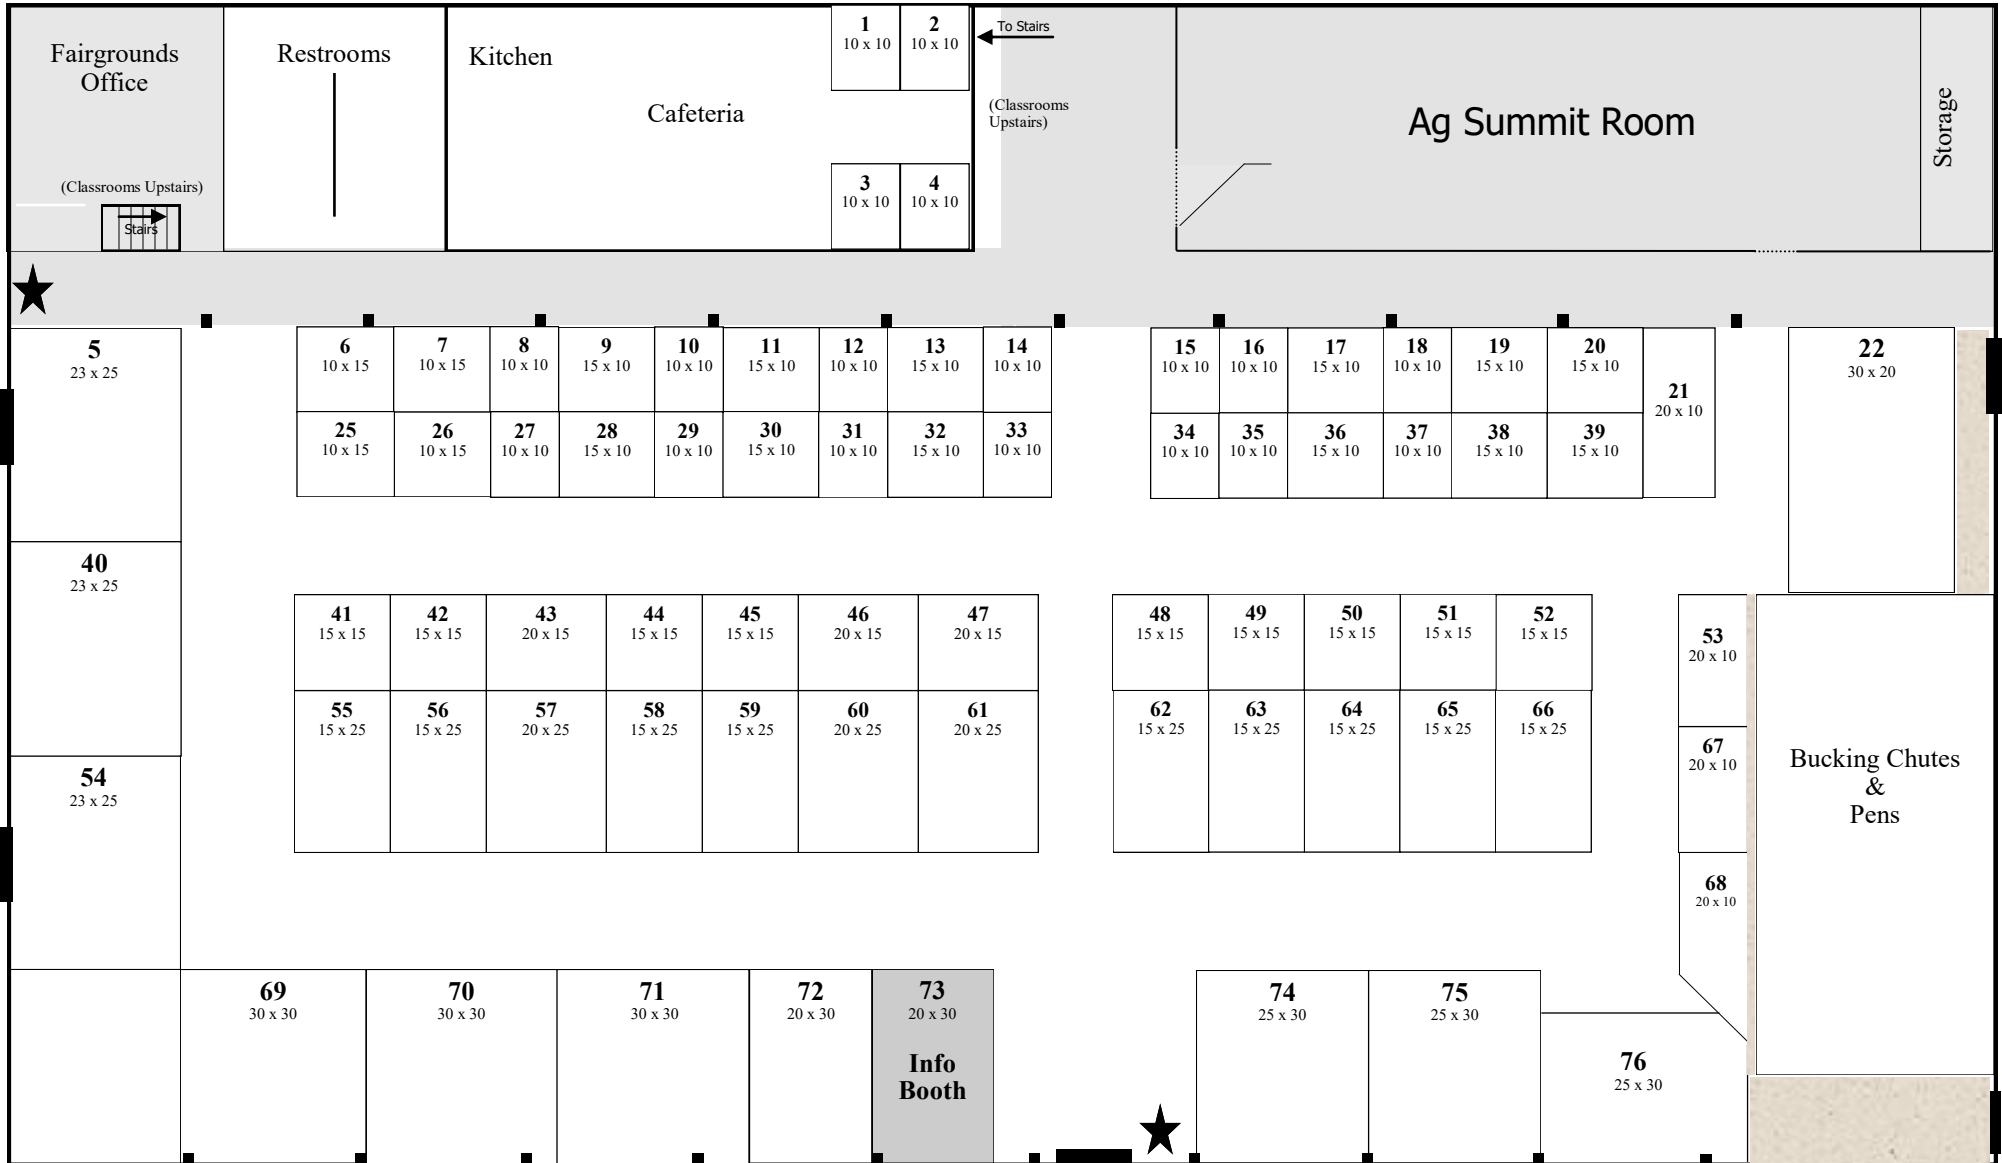 Fairgrounds
Office
(Classrooms Upstairs)
Stairs
Restrooms
Kitchen
Cafeteria
1
10 x 10
2
10 x 10
3
10 x 10
4
10 x 10
To Stairs
(Classrooms
Upstairs)
Ag Summit Room
Storage
5
23 x 25
6
10 x 15
7
10 x 15
8
10 x 10
9
15 x 10
10
10 x 10
11
15 x 10
12
10 x 10
13
15 x 10
14
10 x 10
15
10 x 10
16
10 x 10
17
15 x 10
18
10 x 10
19
15 x 10
20
15 x 10
21
20 x 10
22
30 x 20
25
10 x 15
26
10 x 15
27
10 x 10
28
15 x 10
29
10 x 10
30
15 x 10
31
10 x 10
32
15 x 10
33
10 x 10
34
10 x 10
35
10 x 10
36
15 x 10
37
10 x 10
38
15 x 10
39
15 x 10
40
23 x 25
41
15 x 15
42
15 x 15
43
20 x 15
44
15 x 15
45
15 x 15
46
20 x 15
47
20 x 15
48
15 x 15
49
15 x 15
50
15 x 15
51
15 x 15
52
15 x 15
53
20 x 10
54
23 x 25
55
15 x 25
56
15 x 25
57
20 x 25
58
15 x 25
59
15 x 25
60
20 x 25
61
20 x 25
62
15 x 25
63
15 x 25
64
15 x 25
65
15 x 25
66
15 x 25
67
20 x 10
68
20 x 10
Bucking Chutes
&
Pens
69
30 x 30
70
30 x 30
71
30 x 30
72
20 x 30
73
20 x 30
Info
Booth
74
25 x 30
75
25 x 30
76
25 x 30